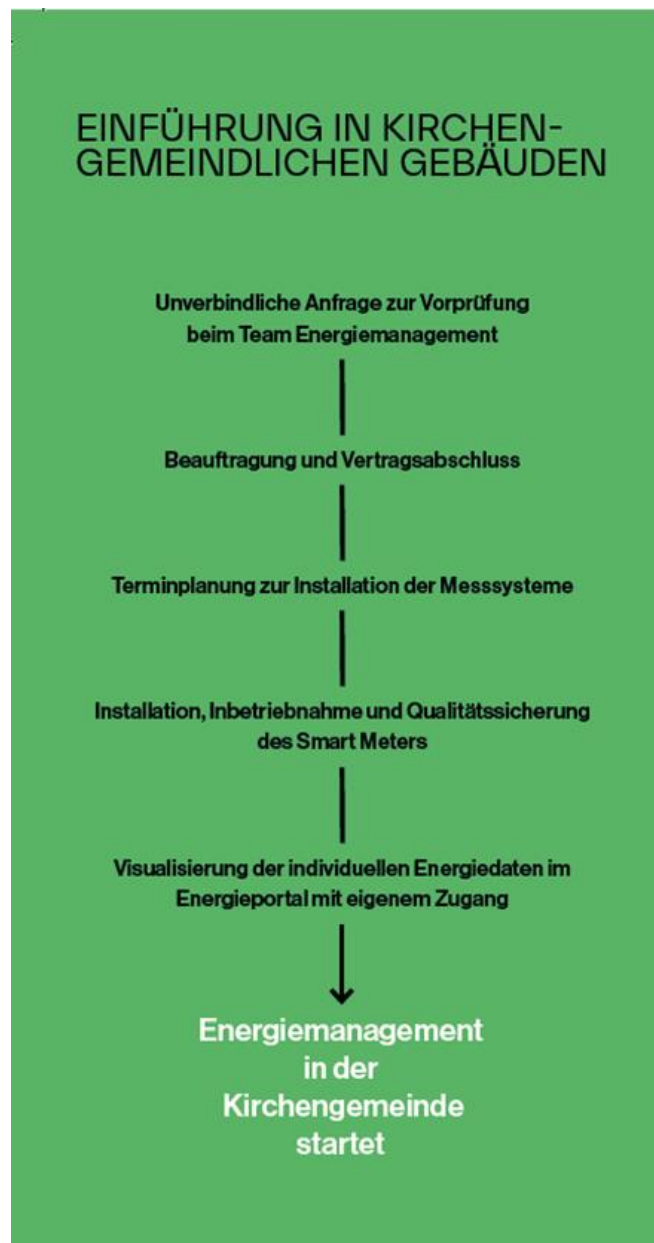 EINFÜHRUNG IN KIRCHEN-
GEMEINDLICHEN GEBÄUDEN
Unverbindliche Anfrage zur Vorprüfung
beim Team Energiemanagement
Beauftragung und Vertragsabschluss
Terminplanung zur Installation der Messsysteme
Installation, Inbetriebnahme und Qualitätssicherung
des Smart Meters
Visualisierung der individuellen Energiedaten im
Energieportal mit eigenem Zugang
Energiemanagement
in der
Kirchengemeinde
startet